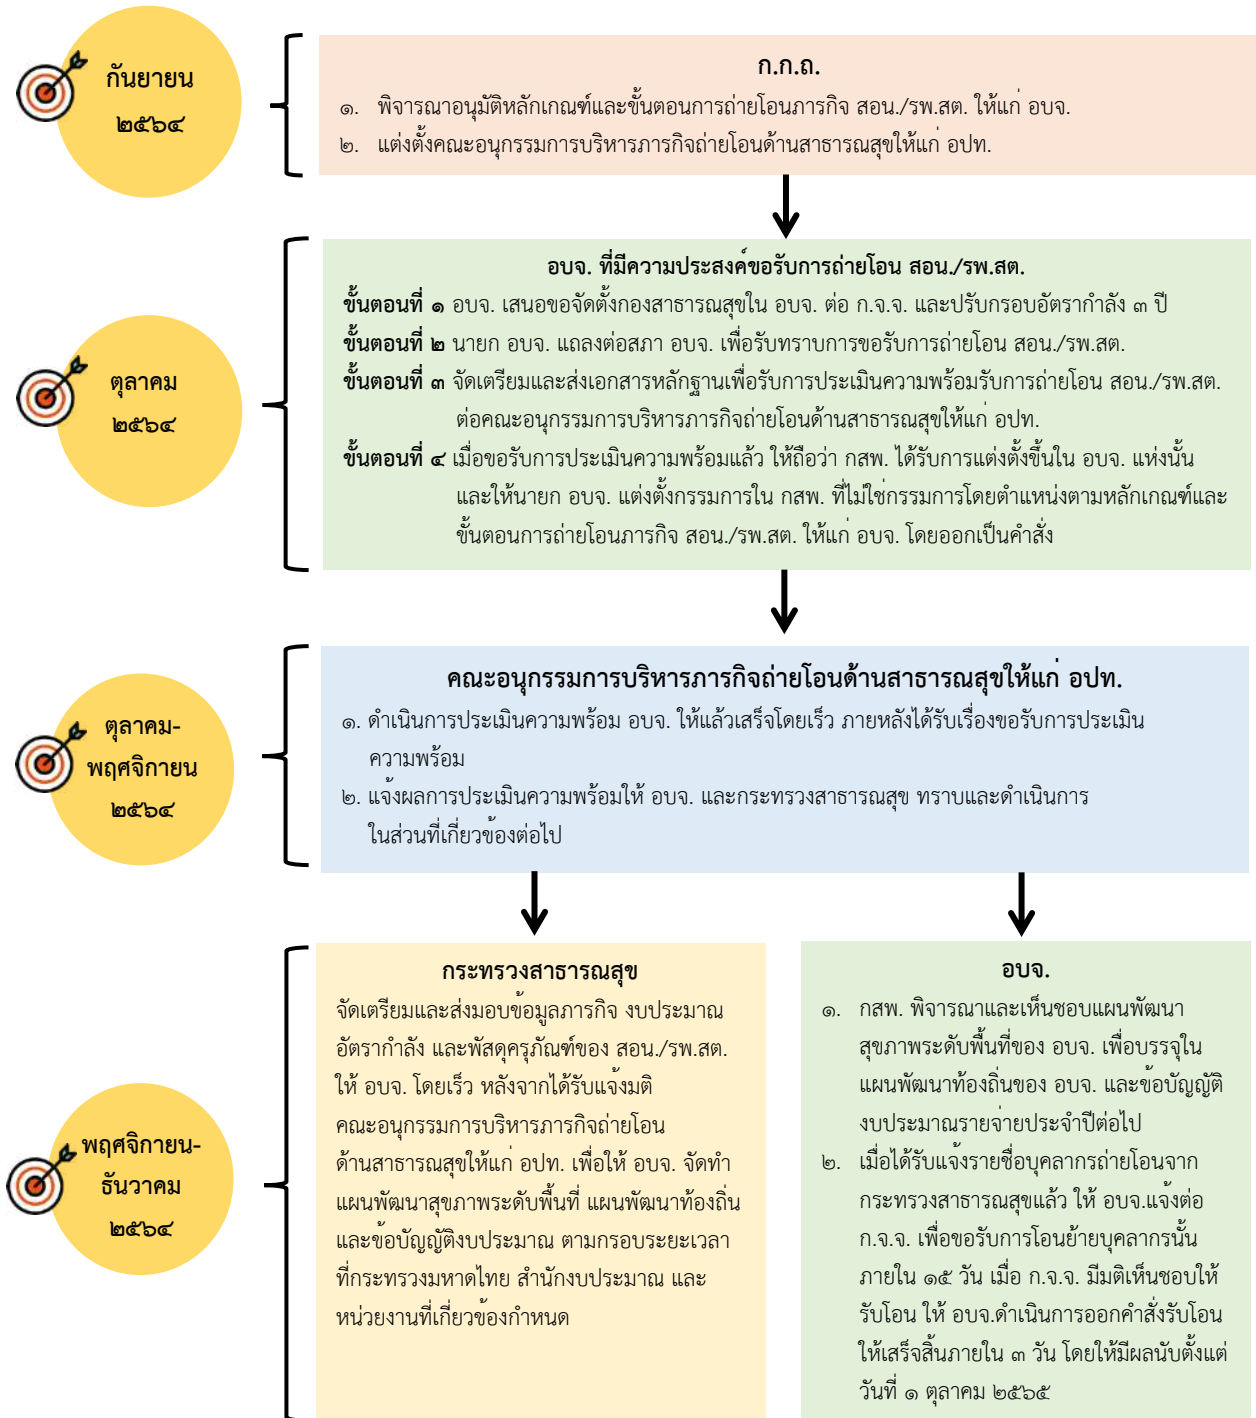 กันยายน
๒๕๖๔
ก.ก.ถ.
๑. พิจารณาอนุมัติหลักเกณฑ์และขั้นตอนการถ่ายโอนภารกิจ สอน./รพ.สต. ให้แก่ อบจ.
๒. แต่งตั้งคณะอนุกรรมการบริหารภารกิจถ่ายโอนด้านสาธารณสุขให้แก่ อปท.
ตุลาคม
๒๕๖๔
อบจ. ที่มีความประสงค์ขอรับการถ่ายโอน สอน./รพ.สต.
ขั้นตอนที่ ๑ อบจ. เสนอขอจัดตั้งกองสาธารณสุขใน อบจ. ต่อ ก.จ.จ. และปรับกรอบอัตรากำลัง ๓ ปี
ขั้นตอนที่ ๒ นายก อบจ. แถลงต่อสภา อบจ. เพื่อรับทราบการขอรับการถ่ายโอน สอน./รพ.สต.
ขั้นตอนที่ ๓ จัดเตรียมและส่งเอกสารหลักฐานเพื่อรับการประเมินความพร้อมรับการถ่ายโอน สอน./รพ.สต.
ต่อคณะอนุกรรมการบริหารภารกิจถ่ายโอนด้านสาธารณสุขให้แก่ อปท.
ขั้นตอนที่ ๔ เมื่อขอรับการประเมินความพร้อมแล้ว ให้ถือว่า กสพ. ได้รับการแต่งตั้งขึ้นใน อบจ. แห่งนั้น
และให้นายก อบจ. แต่งตั้งกรรมการใน กสพ. ที่ไม่ใช่กรรมการโดยตำแหน่งตามหลักเกณฑ์และ
ขั้นตอนการถ่ายโอนภารกิจ สอน./รพ.สต. ให้แก่ อบจ. โดยออกเป็นคำสั่ง
ตุลาคม-
พฤศจิกายน
๒๕๖๔
คณะอนุกรรมการบริหารภารกิจถ่ายโอนด้านสาธารณสุขให้แก่ อปท.
๑. ดำเนินการประเมินความพร้อม อบจ. ให้แล้วเสร็จโดยเร็ว ภายหลังได้รับเรื่องขอรับการประเมิน
ความพร้อม
๒. แจ้งผลการประเมินความพร้อมให้ อบจ. และกระทรวงสาธารณสุข ทราบและดำเนินการ
ในส่วนที่เกี่ยวข้องต่อไป
พฤศจิกายน-
ธันวาคม
๒๕๖๔
กระทรวงสาธารณสุข
จัดเตรียมและส่งมอบข้อมูลภารกิจ งบประมาณ
อัตรากำลัง และพัสดุครุภัณฑ์ของ สอน./รพ.สต.
ให้ อบจ. โดยเร็ว หลังจากได้รับแจ้งมติ
คณะอนุกรรมการบริหารภารกิจถ่ายโอน
ด้านสาธารณสุขให้แก่ อปท. เพื่อให้ อบจ. จัดทำ
แผนพัฒนาสุขภาพระดับพื้นที่ แผนพัฒนาท้องถิ่น
และข้อบัญญัติงบประมาณ ตามกรอบระยะเวลา
ที่กระทรวงมหาดไทย สำนักงบประมาณ และ
หน่วยงานที่เกี่ยวข้องกำหนด
อบจ.
๑. กสพ. พิจารณาและเห็นชอบแผนพัฒนา
สุขภาพระดับพื้นที่ของ อบจ. เพื่อบรรจุใน
แผนพัฒนาท้องถิ่นของ อบจ. และข้อบัญญัติ
งบประมาณรายจ่ายประจำปีต่อไป
๒. เมื่อได้รับแจ้งรายชื่อบุคลากรถ่ายโอนจาก
กระทรวงสาธารณสุขแล้ว ให้ อบจ.แจ้งต่อ
ก.จ.จ. เพื่อขอรับการโอนย้ายบุคลากรนั้น
ภายใน ๑๕ วัน เมื่อ ก.จ.จ. มีมติเห็นชอบให้
รับโอน ให้ อบจ.ดำเนินการออกคำสั่งรับโอน
ให้เสร็จสิ้นภายใน ๓ วัน โดยให้มีผลนับตั้งแต่
วันที่ ๑ ตุลาคม ๒๕๖๕